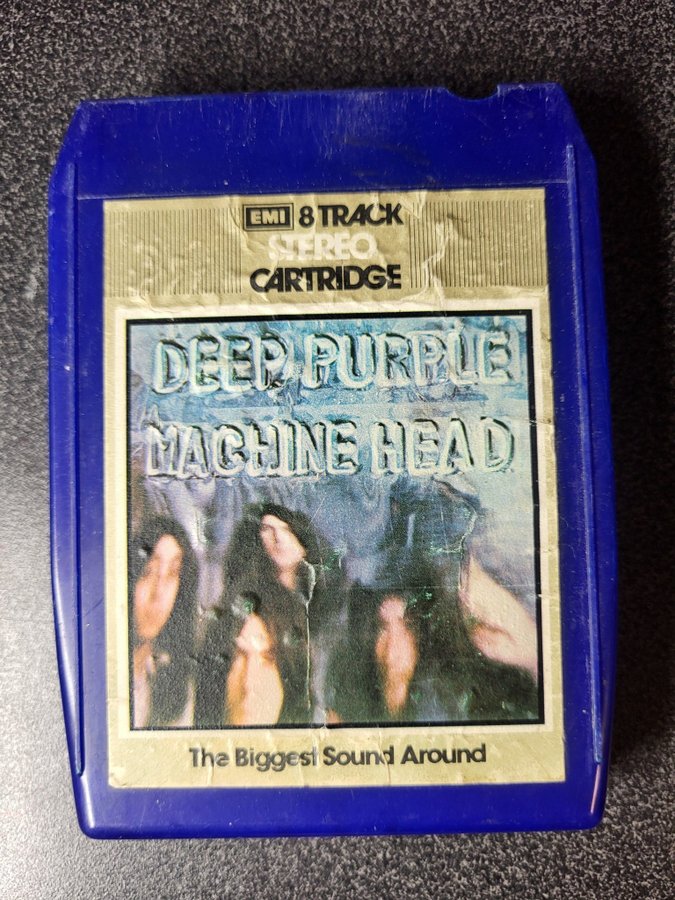 EMI 8 TRACK
STEREO
CARTRIDGE
DEEP PURPLE
MACHINE HEAD
The Biggest Sound Around